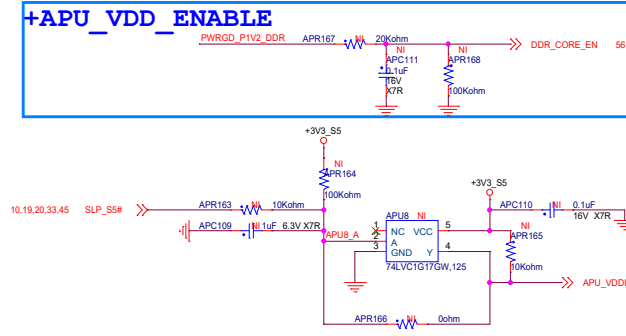 +APU_VDD_ENABLE
PWRGD_P1V2_DDR APR167 NI 20Kohm
NI
APC111
0.1uF
16V
X7R
NI
APR168
100Kohm
DDR_CORE_EN 56
+3V3_S5
NI
APR164
100Kohm
10,19,20,33,45 SLP_S5# APR163 NI 10Kohm
APC109 NI 1uF 6.3V X7R
APU8_A
APU8 NI
1 NC VCC 5
2 A
3 GND Y 4
74LVC1G17GW,125
+3V3_S5
APC110 NI 0.1uF
16V X7R
NI
APR165
10Kohm
APU_VDD
APR166 NI 0ohm